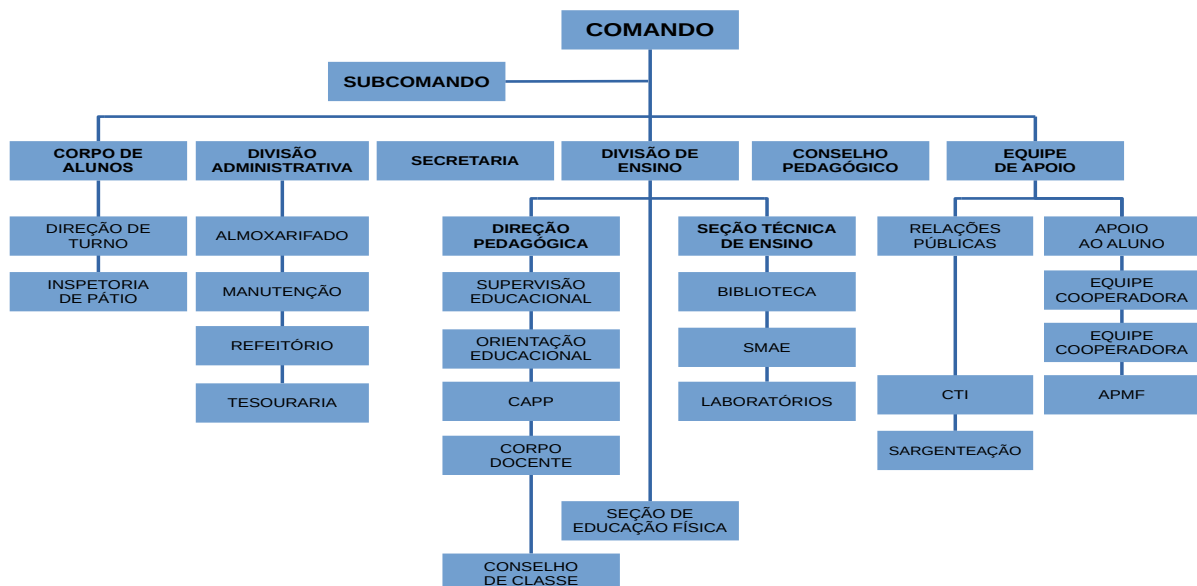 COMANDO
SUBCOMANDO
CORPO DE
ALUNOS
DIVISÃO
ADMINISTRATIVA
SECRETARIA
DIVISÃO DE
ENSINO
CONSELHO
PEDAGÓGICO
EQUIPE
DE APOIO
DIREÇÃO DE
TURNO
INSPETORIA
DE PÁTIO
ALMOXARIFADO
MANUTENÇÃO
REFEITÓRIO
TESOURARIA
DIREÇÃO
PEDAGÓGICA
SUPERVISÃO
EDUCACIONAL
ORIENTAÇÃO
EDUCACIONAL
CAPP
CORPO
DOCENTE
CONSELHO
DE CLASSE
SEÇÃO DE
EDUCAÇÃO FÍSICA
SEÇÃO TÉCNICA
DE ENSINO
BIBLIOTECA
SMAE
LABORATÓRIOS
RELAÇÕES
PÚBLICAS
CTI
SARGENTEAÇÃO
APOIO
AO ALUNO
EQUIPE
COOPERADORA
EQUIPE
COOPERADORA
APMF